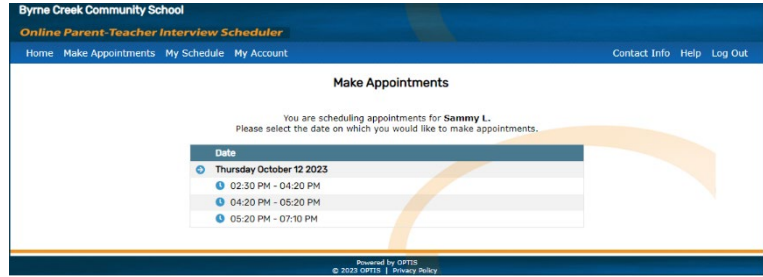 Byrne Creek Community School
Online Parent-Teacher Interview Scheduler
Home Make Appointments My Schedule My Account Contact Info Help Log Out
Make Appointments
You are scheduling appointments for Sammy L.
Please select the date on which you would like to make appointments.
Date
Thursday October 12 2023
02:30 PM - 04:20 PM
04:20 PM - 05:20 PM
05:20 PM - 07:10 PM
Powered by OPTIS
© 2023 OPTIS | Privacy Policy